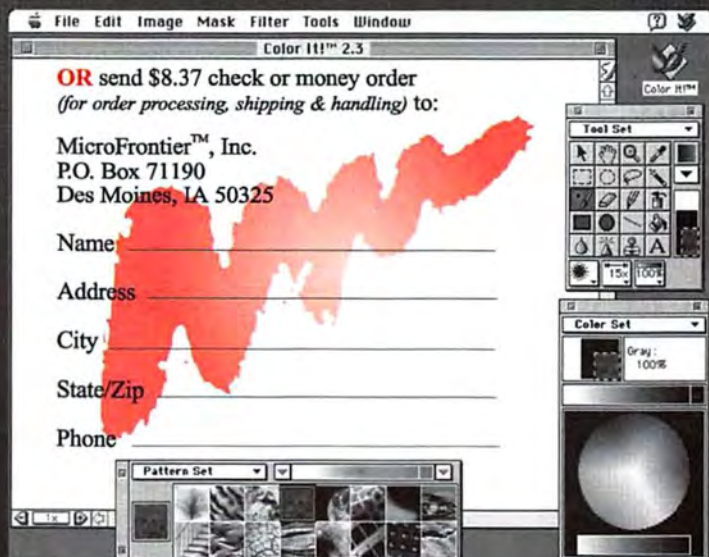 File Edit Image Mask Filter Tools Window
Color It!™ 2.3
OR send $8.37 check or money order
(for order processing, shipping & handling) to:
MicroFrontier™, Inc.
P.O. Box 71190
Des Moines, IA 50325
Name
Address
City
State/Zip
Phone
Color It!™
Tool Set
A
15x 100%
Color Set
Gray:
100%
Pattern Set
1x